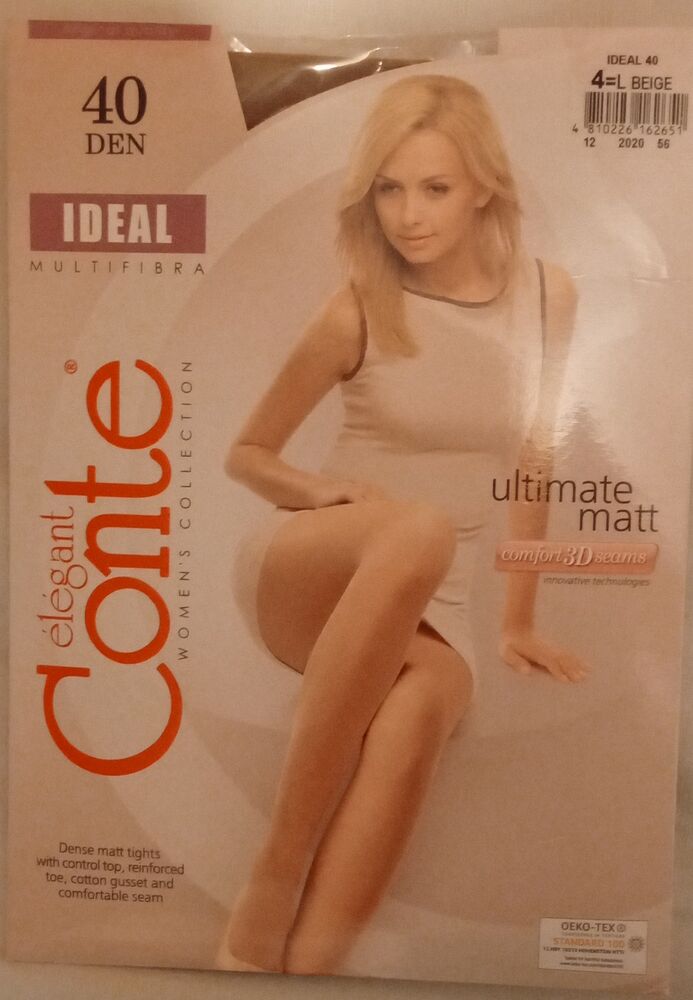 40
DEN
IDEAL
MULTIFIBRA
IDEAL 40
4=L BEIGE
4 810226 162651
12 2020 56
élégant
Conte®
WOMEN'S COLLECTION
ultimate
matt
comfort 3D seams
innovative technologies
Dense matt tights
with control top, reinforced
toe, cotton gusset and
comfortable seam
OEKO-TEX®
STANDARD 100